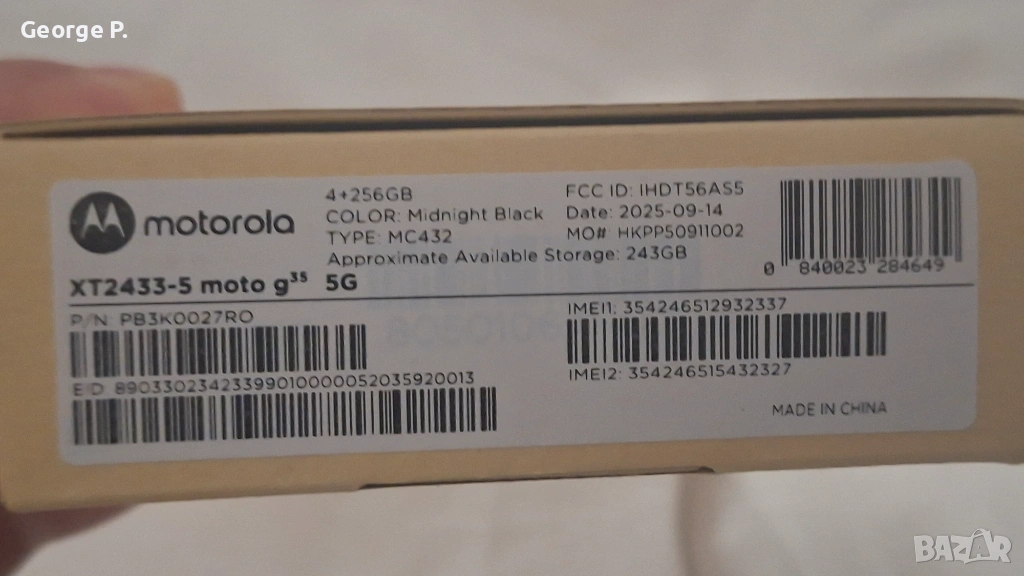 George P.
motorola
4+256GB
COLOR: Midnight Black
TYPE: MC432
Approximate Available Storage: 243GB
FCC ID: IHDT56AS5
Date: 2025-09-14
MO# HKPP50911002
0 840023 284649
XT2433-5 moto g³⁵ 5G
P/N: PB3K0027RO
EID 89033023423399010000052035920013
IMEI1: 354246512932337
IMEI2: 354246515432327
MADE IN CHINA
BAZAR